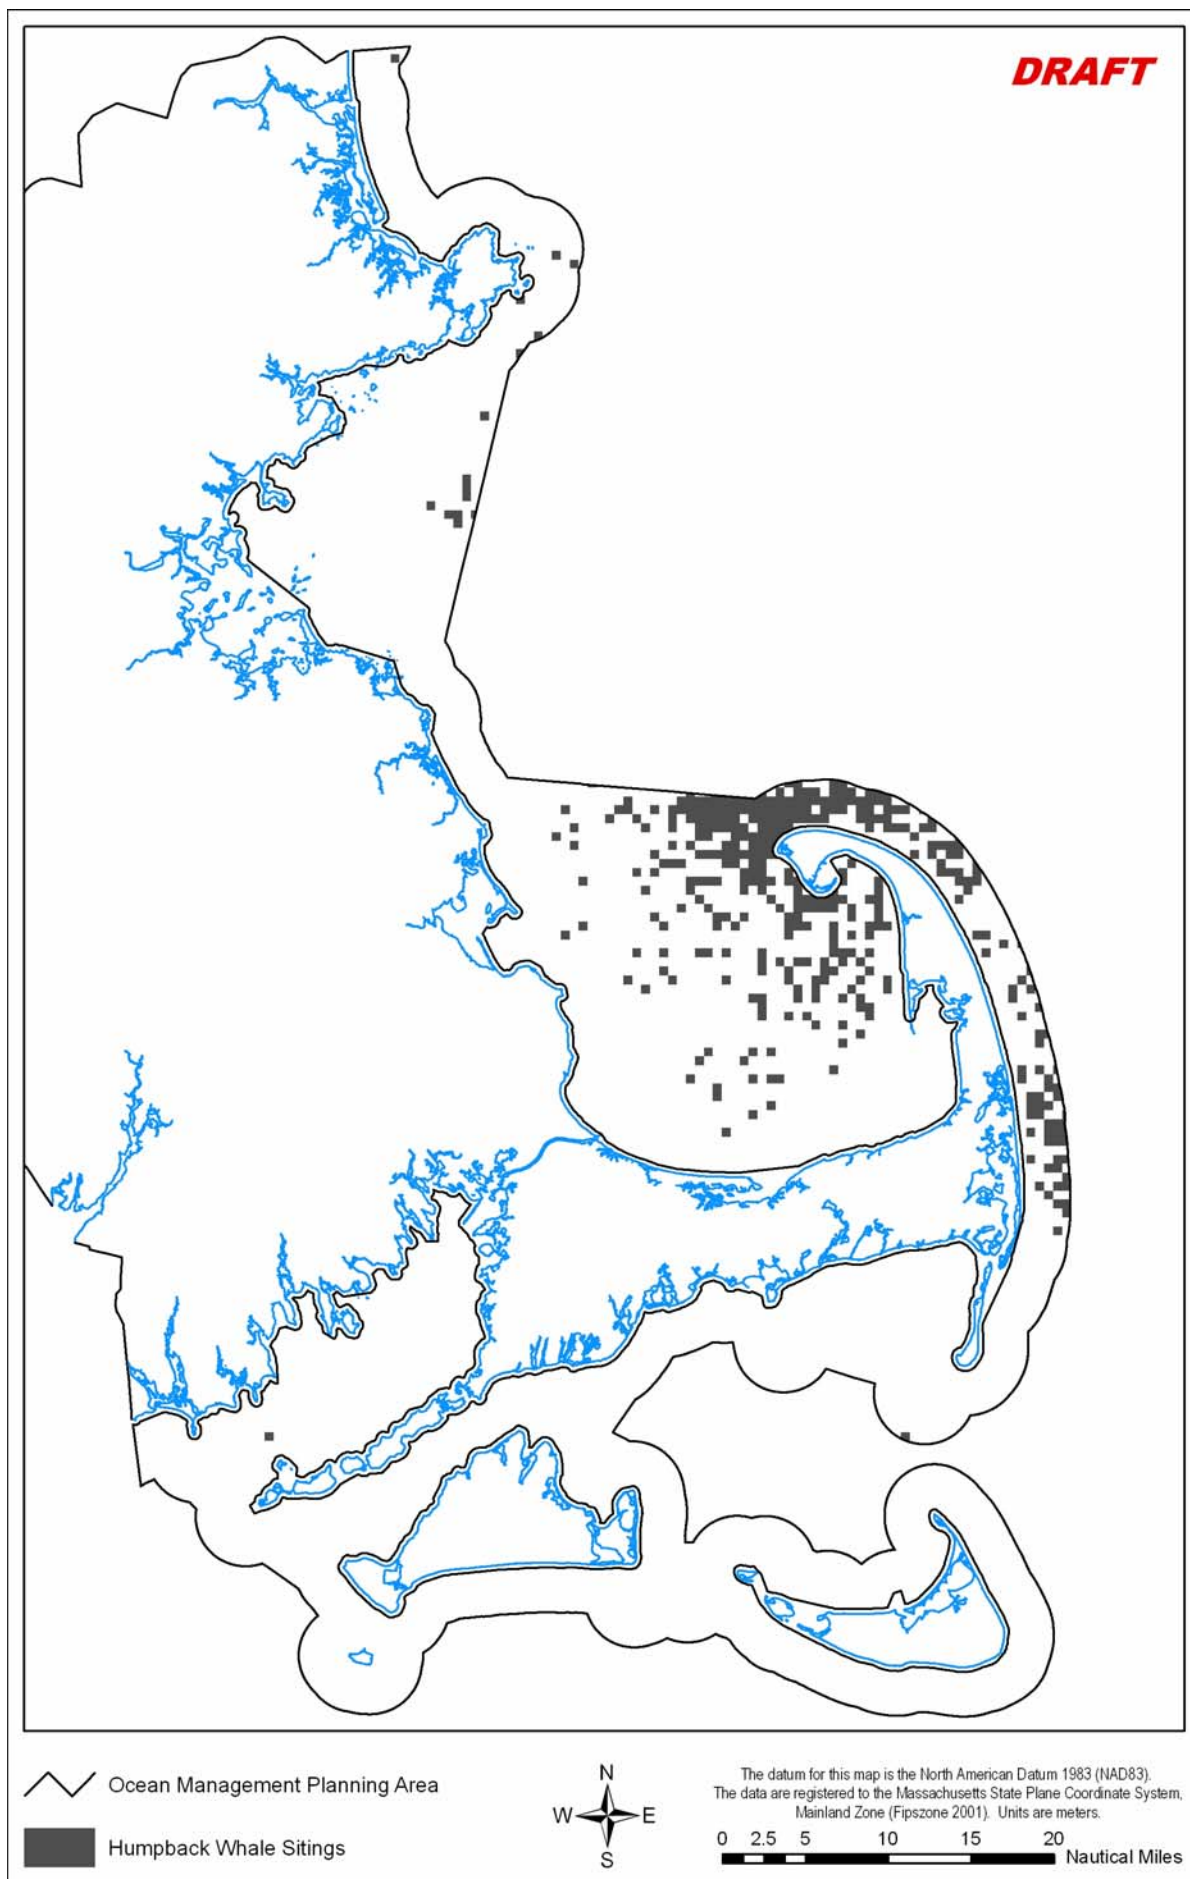 DRAFT
Ocean Management Planning Area
Humpback Whale Sitings
N
W E
S
The datum for this map is the North American Datum 1983 (NAD83).
The data are registered to the Massachusetts State Plane Coordinate System,
Mainland Zone (Fipszone 2001). Units are meters.
0 2.5 5 10 15 20
Nautical Miles